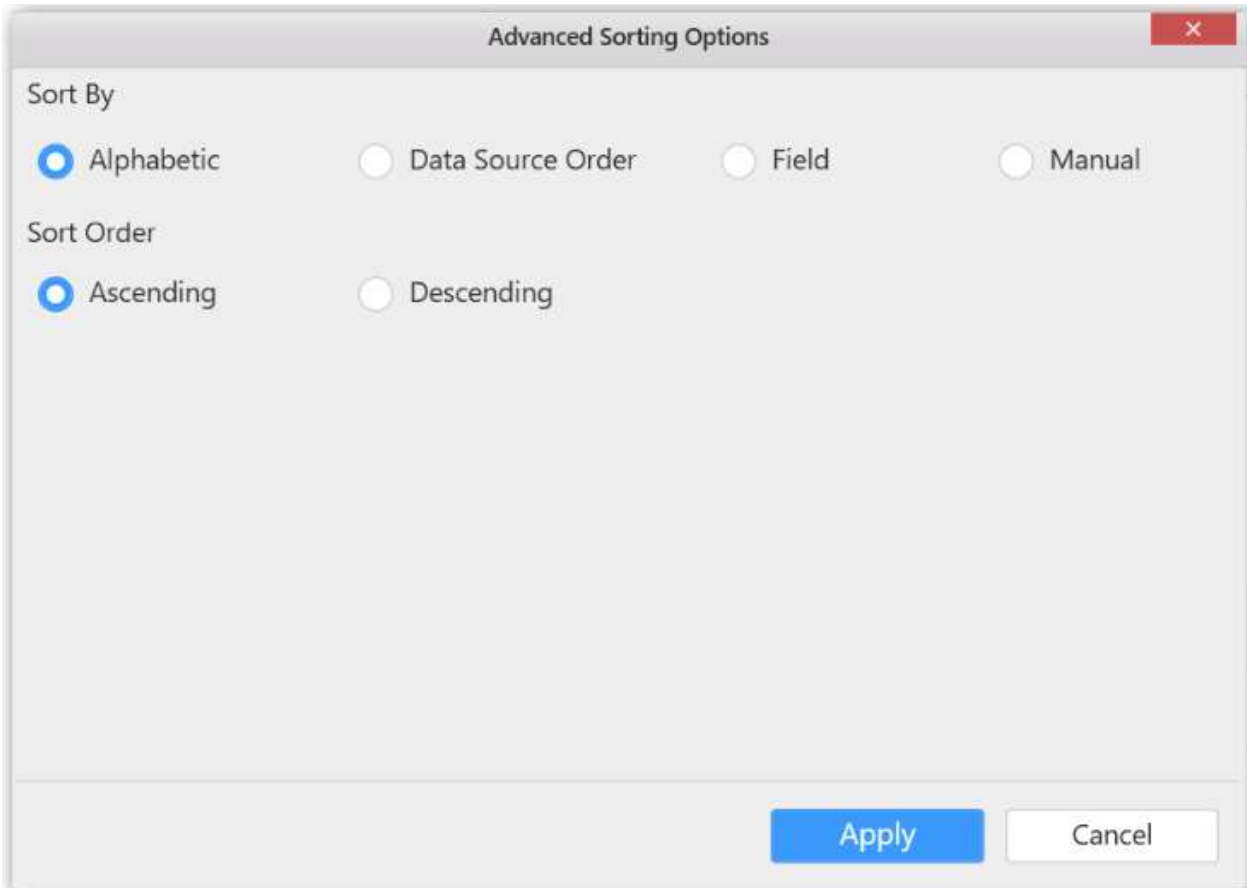 Advanced Sorting Options
Sort By
Alphabetic Data Source Order Field Manual
Sort Order
Ascending Descending
Apply Cancel